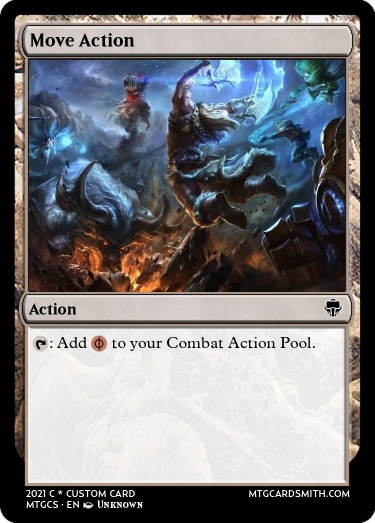 Move Action
Action
: Add to your Combat Action Pool.
2021 C * CUSTOM CARD
MTGCS · EN Unknown
MTGCARDSMITH.COM